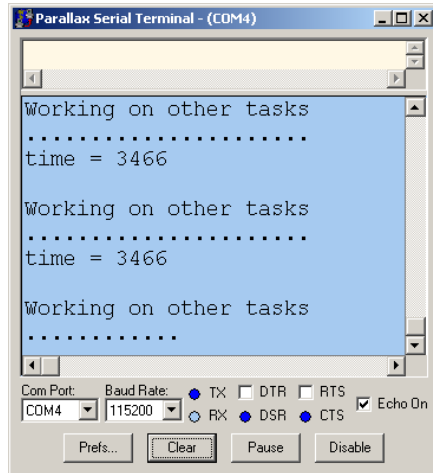 Parallax Serial Terminal - (COM4)
Working on other tasks
......................
time = 3466
Working on other tasks
......................
time = 3466
Working on other tasks
............
Com Port: Baud Rate: TX DTR RTS
COM4 115200 RX DSR CTS Echo On
Prefs... Clear Pause Disable